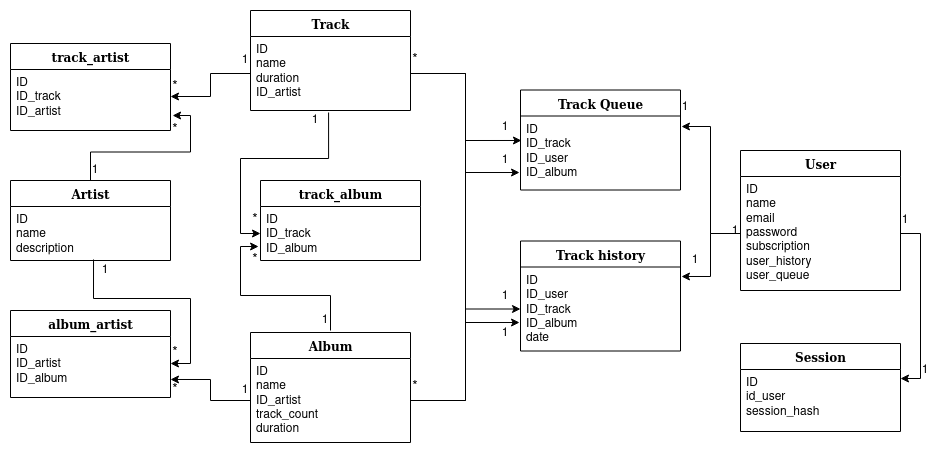 Track
ID
name
duration
ID_artist
1
*
1
track_artist
ID
ID_track
ID_artist
*
*
1
Artist
ID
name
description
1
track_album
ID
ID_track
ID_album
*
*
1
album_artist
ID
ID_artist
ID_album
*
*
Album
ID
name
ID_artist
track_count
duration
1
*
Track Queue
ID
ID_track
ID_user
ID_album
1
1
1
Track history
ID
ID_user
ID_track
ID_album
date
1
1
1
User
ID
name
email
password
subscription
user_history
user_queue
1
1
Session
ID
id_user
session_hash
1